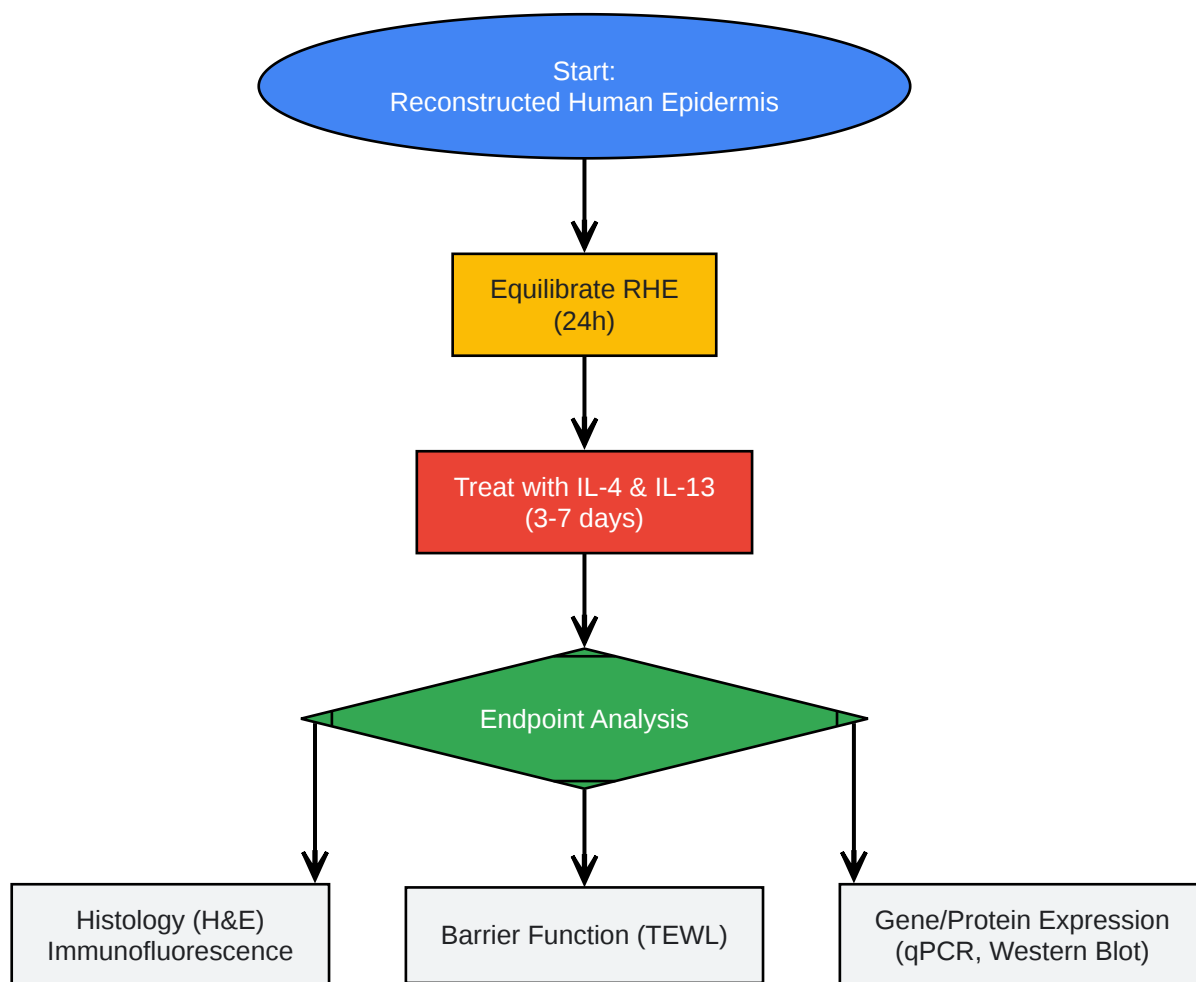 Start:
Reconstructed Human Epidermis
Equilibrate RHE
(24h)
Treat with IL-4 & IL-13
(3-7 days)
Endpoint Analysis
Histology (H&E)
Immunofluorescence
Barrier Function (TEWL)
Gene/Protein Expression
(qPCR, Western Blot)